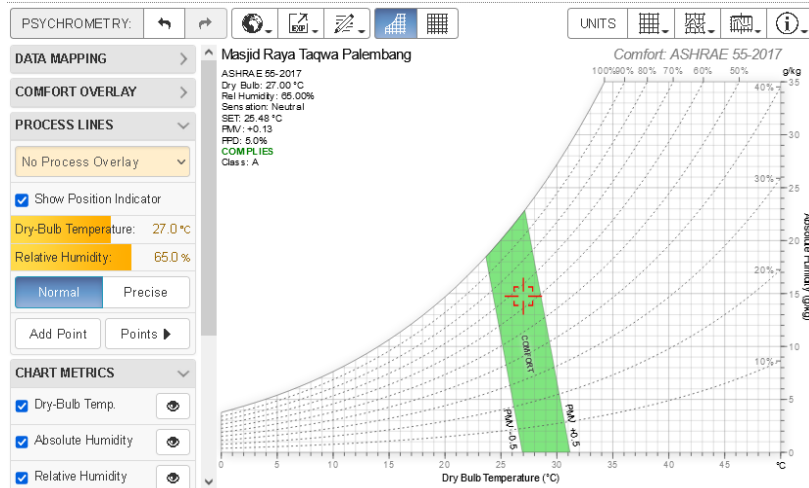 PSYCHROMETRY:
EXP
UNITS
DATA MAPPING
COMFORT OVERLAY
PROCESS LINES
No Process Overlay
Show Position Indicator
Dry-Bulb Temperature: 27.0 °C
Relative Humidity: 65.0 %
Normal Precise
Add Point Points
CHART METRICS
Dry-Bulb Temp.
Absolute Humidity
Relative Humidity
Masjid Raya Taqwa Palembang
Comfort: ASHRAE 55-2017
ASHRAE 55-2017
Dry Bulb: 27.00 °C
Rel Humidity: 65.00%
Sensation: Neutral
SET: 25.48 °C
PMV: +0.13
PPD: 5.0%
COMPLIES
Class: A
100% 90% 80% 70% 60% 50% g/kg
40%
30%
20%
10%
35
30
25
20
15
10
5
0
COMFORT
PMV -0.5
PMV +0.5
Absolute Humidity (g/kg)
0 5 10 15 20 25 30 35 40 45 °C
Dry Bulb Temperature (°C)